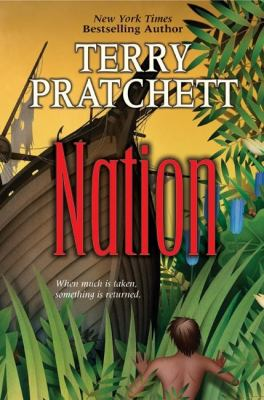 New York Times
Bestselling Author
TERRY
PRATCHETT
Nation
When much is taken,
something is returned.